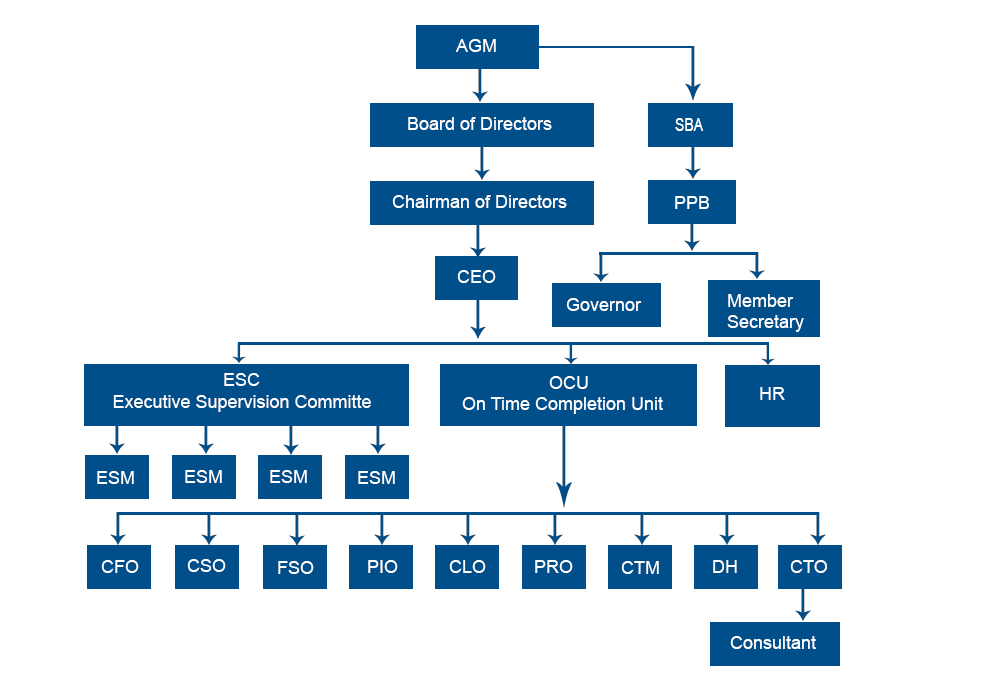 AGM
Board of Directors
SBA
Chairman of Directors
PPB
CEO
Governor
Member
Secretary
ESC
Executive Supervision Committe
OCU
On Time Completion Unit
HR
ESM
ESM
ESM
ESM
CFO
CSO
FSO
PIO
CLO
PRO
CTM
DH
CTO
Consultant